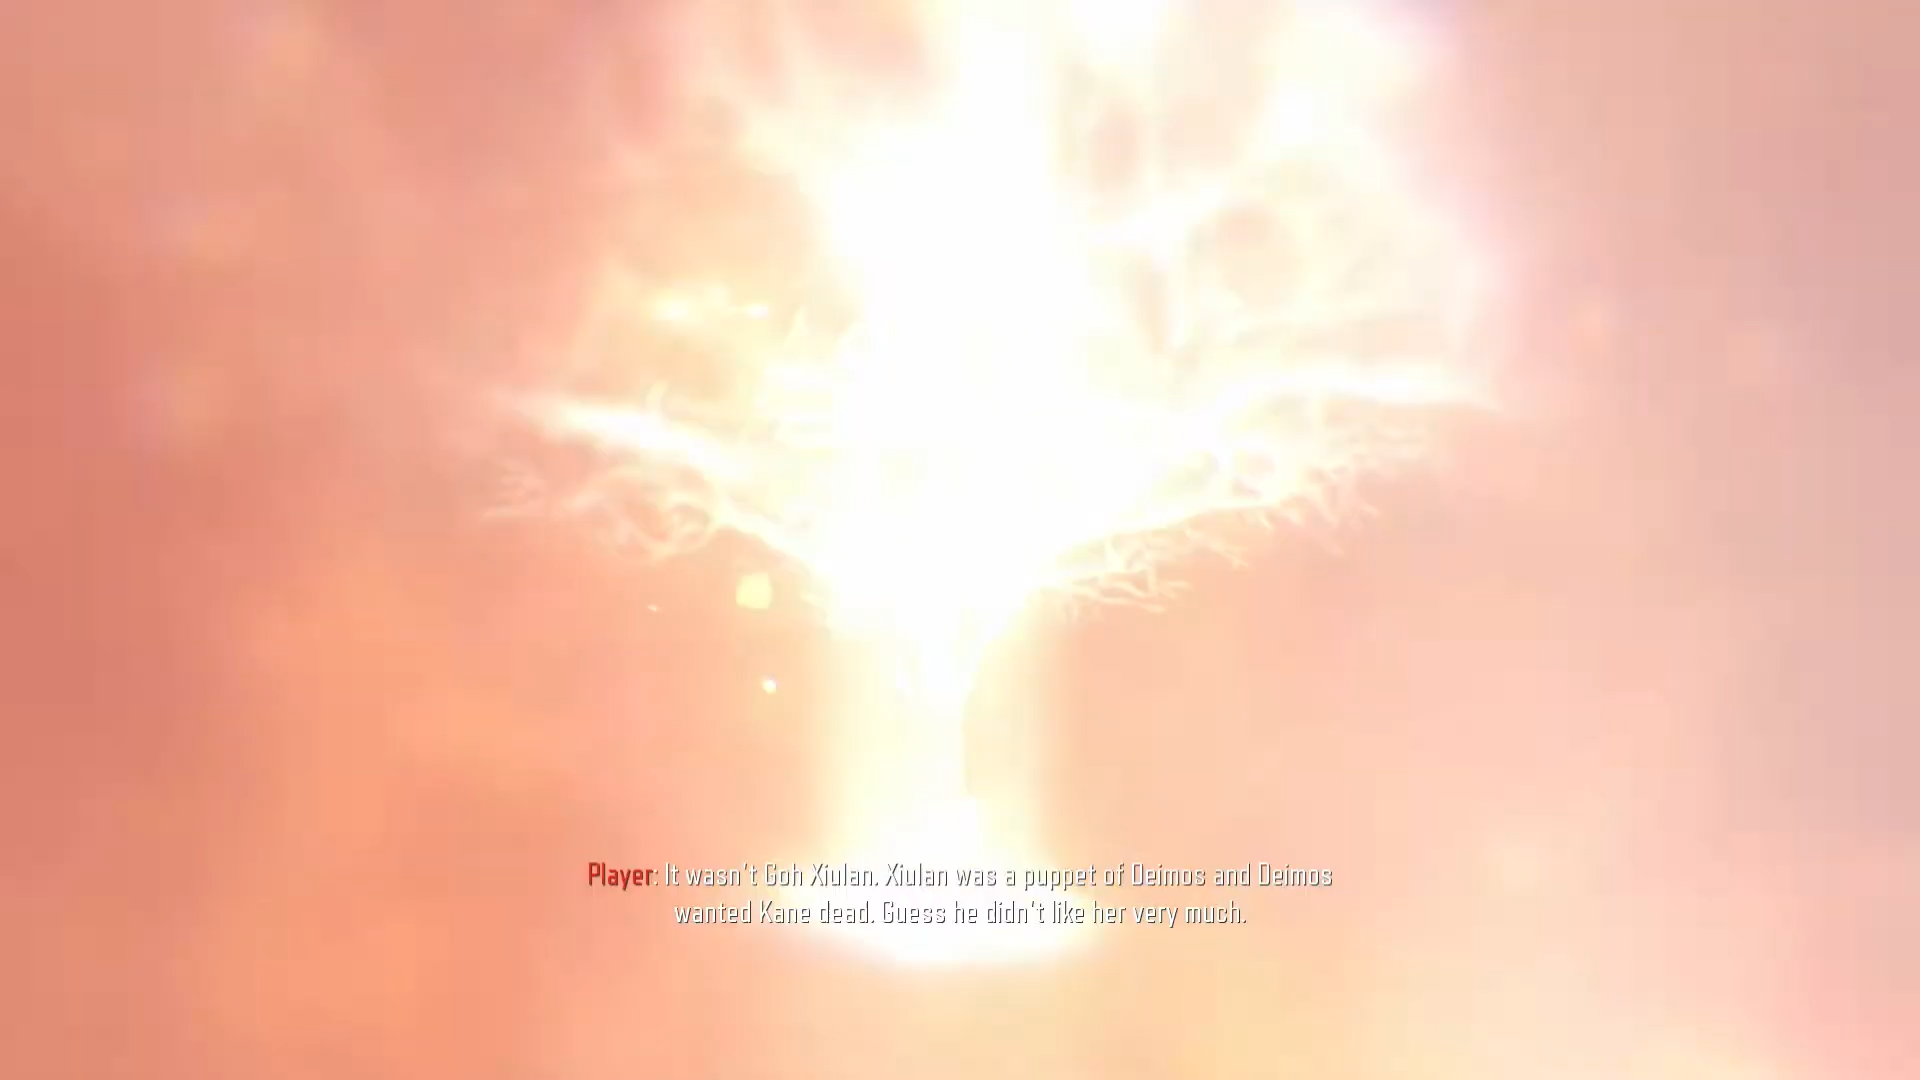 Player: It wasn't Goh Xiulan. Xiulan was a puppet of Deimos and Deimos
wanted Kane dead. Guess he didn't like her very much.